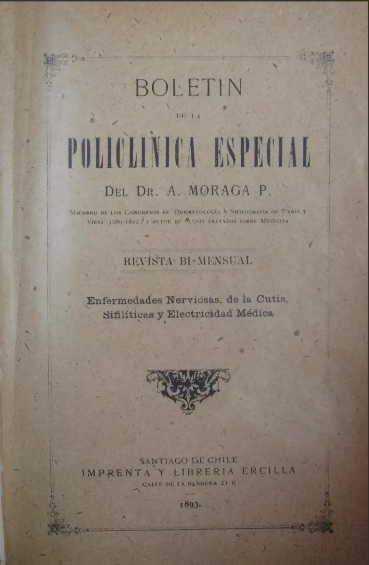 BOLETIN
DE LA
POLICLINICA ESPECIAL
DEL DR. A. MORAGA P.
MIEMBRO DE LOS CONGRESOS DE DERMATOLOGÍA Y SIFILOGRAFIA DE PARIS Y
VIENA (1889-1892) Y AUTOR DE VARIOS TRATADOS SOBRE MEDICINA
REVISTA BI-MENSUAL
Enfermedades Nerviosas, de la Cutis,
Sifilíticas y Electricidad Médica
SANTIAGO DE CHILE
IMPRENTA Y LIBRERIA ERCILLA
CALLE DE LA BANDERA 21 K
1893.